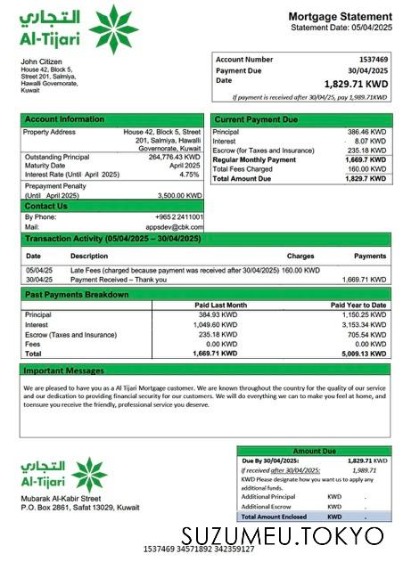 التجاري
Al-Tijari
Mortgage Statement
Statement Date: 05/04/2025
John Citizen
House 42, Block 5,
Street 201, Salmiya,
Hawalli Governorate,
Kuwait
Account Number 1537469
Payment Due 30/04/2025
Date 1,829.71 KWD
If payment is received after 30/04/25, pay 1,989.71KWD
Account Information
Property Address House 42, Block 5, Street
201, Salmiya, Hawalli
Governorate, Kuwait
Outstanding Principal 264,776.43 KWD
Maturity Date April 2025
Interest Rate (Until April 2025) 4.75%
Prepayment Penalty
(Until April 2025) 3,500.00 KWD
Contact Us
By Phone: +965 2 2411001
Mail: appsdev@cbk.com
Current Payment Due
Principal 386.46 KWD
Interest 8.07 KWD
Escrow (for Taxes and Insurance) 235.18 KWD
Regular Monthly Payment 1,669.7 KWD
Total Fees Charged 160.00 KWD
Total Amount Due 1,829.7 KWD
Transaction Activity (05/04/2025 – 30/04/2025)
Date Description Charges Payments
05/04/25 Late Fees (charged because payment was received after 30/04/2025) 160.00 KWD
30/04/25 Payment Received – Thank you 1,669.71 KWD
Past Payments Breakdown
Paid Last Month Paid Year to Date
Principal 384.93 KWD 1,150.25 KWD
Interest 1,049.60 KWD 3,153.34 KWD
Escrow (Taxes and Insurance) 235.18 KWD 705.54 KWD
Fees 0.00 KWD 0.00 KWD
Total 1,669.71 KWD 5,009.13 KWD
Important Messages
We are pleased to have you as a Al Tijari Mortgage customer. We are known throughout the country for the quality of our service
and our dedication to providing financial security for our customers. We will do everything we can to make you feel at home, and
toensure you receive the friendly, professional service you deserve.
التجاري
Al-Tijari
Mubarak Al-Kabir Street
P.O. Box 2861, Safat 13029, Kuwait
Amount Due
Due By 30/04/2025: 1,829.71 KWD
if received after 30/04/2025: 1,989.71
KWD Please designate how you want us to apply any
additional funds.
Additional Principal KWD .
Additional Escrow KWD .
Total Amount Enclosed KWD .
SUZUMEU.TOKYO
1537469 34571892 342359127